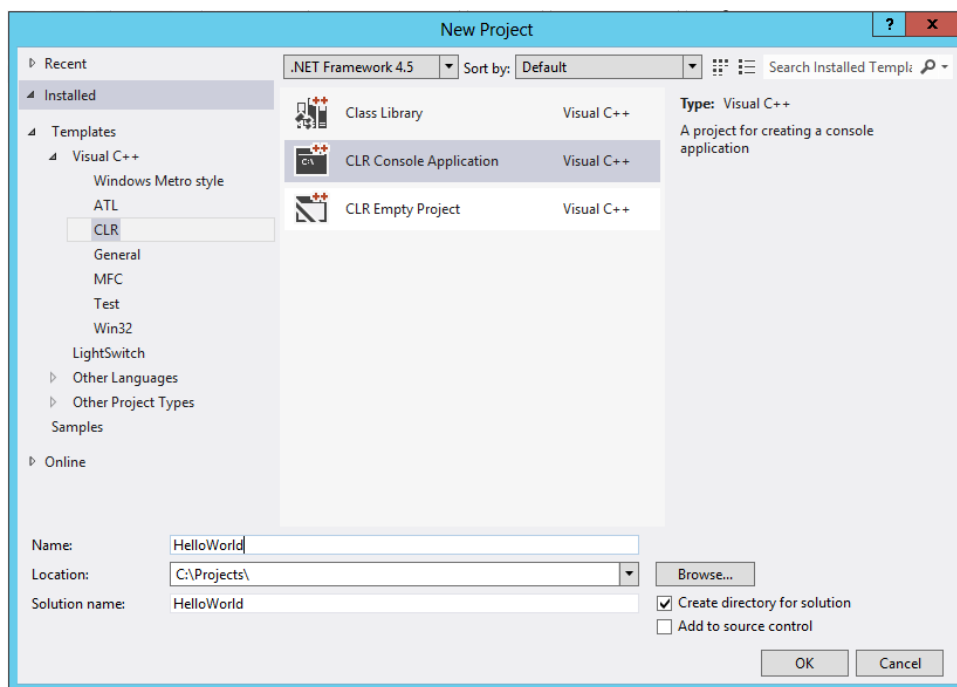 New Project
?
x
Recent
Installed
Templates
Visual C++
Windows Metro style
ATL
CLR
General
MFC
Test
Win32
LightSwitch
Other Languages
Other Project Types
Samples
Online
.NET Framework 4.5
Sort by: Default
Search Installed Templa
Class Library Visual C++
C:\ CLR Console Application Visual C++
CLR Empty Project Visual C++
Type: Visual C++
A project for creating a console
application
Name: HelloWorld
Location: C:\Projects\
Browse...
Solution name: HelloWorld
Create directory for solution
Add to source control
OK
Cancel